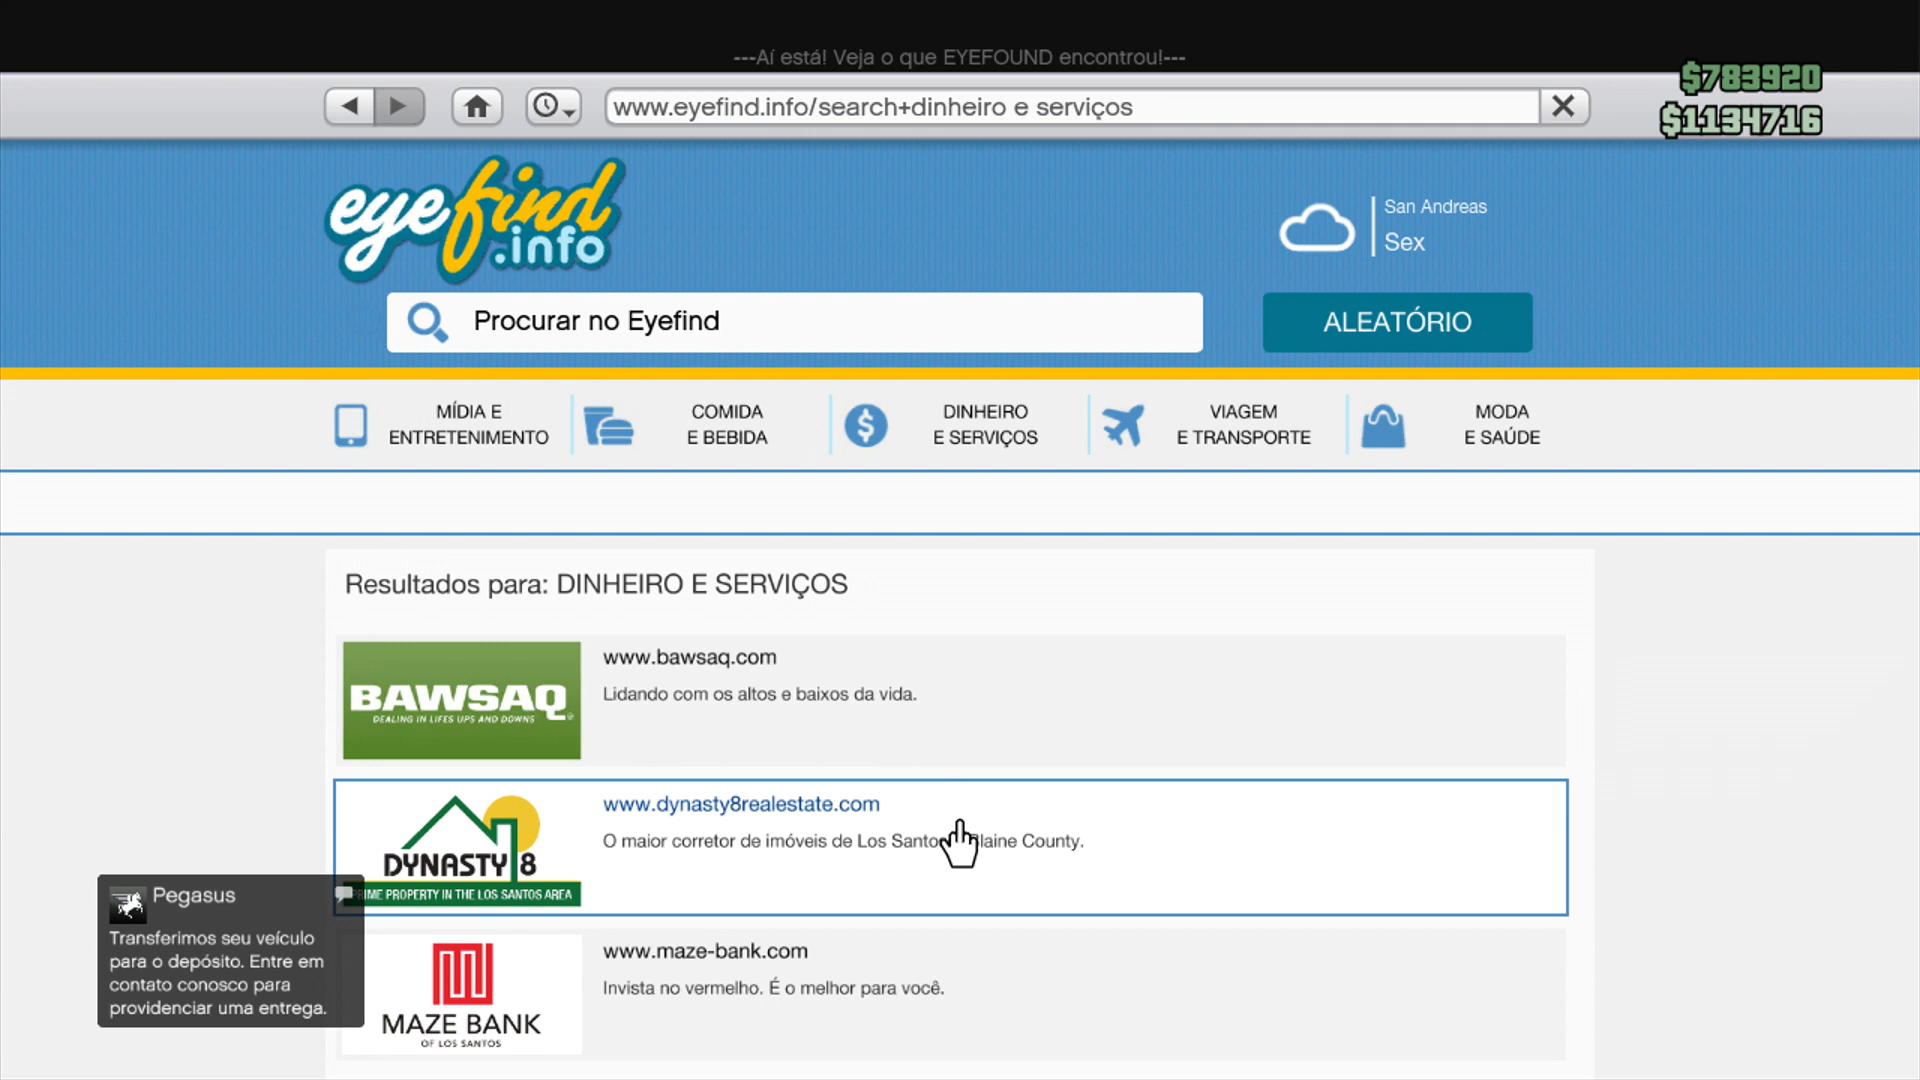 ---Aí está! Veja o que EYEFOUND encontrou!---
$783920
www.eyefind.info/search+dinheiro e serviços
$1134716
eyefind
.info
San Andreas
Sex
Procurar no Eyefind
ALEATÓRIO
MÍDIA E
ENTRETENIMENTO
COMIDA
E BEBIDA
DINHEIRO
E SERVIÇOS
VIAGEM
E TRANSPORTE
MODA
E SAÚDE
Resultados para: DINHEIRO E SERVIÇOS
BAWSAQ
DEALING IN LIFES UPS AND DOWNS
www.bawsaq.com
Lidando com os altos e baixos da vida.
DYNASTY 8
PRIME PROPERTY IN THE LOS SANTOS AREA
www.dynasty8realestate.com
O maior corretor de imóveis de Los Santo laine County.
Pegasus
Transferimos seu veículo
para o depósito. Entre em
contato conosco para
providenciar uma entrega.
MAZE BANK
OF LOS SANTOS
www.maze-bank.com
Invista no vermelho. É o melhor para você.